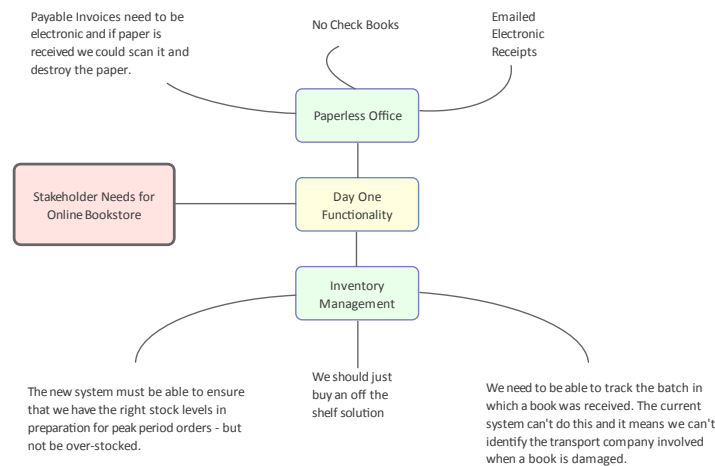 Payable Invoices need to be
electronic and if paper is
received we could scan it and
destroy the paper.
No Check Books
Emailed
Electronic
Receipts
Paperless Office
Stakeholder Needs for
Online Bookstore
Day One
Functionality
Inventory
Management
The new system must be able to ensure
that we have the right stock levels in
preparation for peak period orders - but
not be over-stocked.
We should just
buy an off the
shelf solution
We need to be able to track the batch in
which a book was received. The current
system can't do this and it means we can't
identify the transport company involved
when a book is damaged.